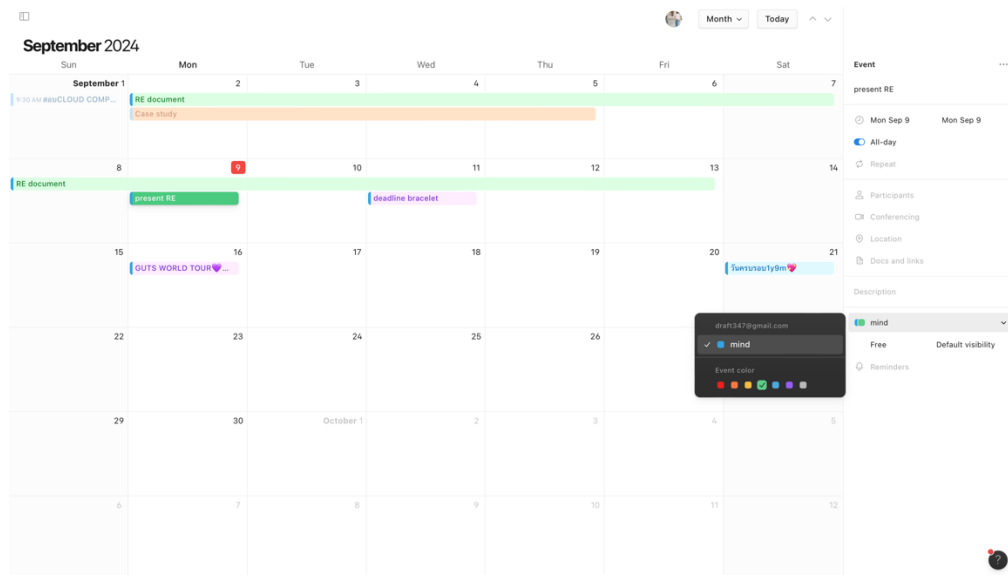 Month
Today
September 2024
Sun Mon Tue Wed Thu Fri Sat
September 1 2 3 4 5 6 7
9:30 AM สอบCLOUD COMP... RE document
Case study
8 9 10 11 12 13 14
RE document
present RE deadline bracelet
15 16 17 18 19 20 21
GUTS WORLD TOUR💜... วันครบรอบ1y9m💖
22 23 24 25 26
29 30 October 1 2 3 4 5
6 7 8 9 10 11 12
draft347@gmail.com
mind
Event color
Event
present RE
Mon Sep 9 Mon Sep 9
All-day
Repeat
Participants
Conferencing
Location
Docs and links
Description
mind
Free Default visibility
Reminders
?